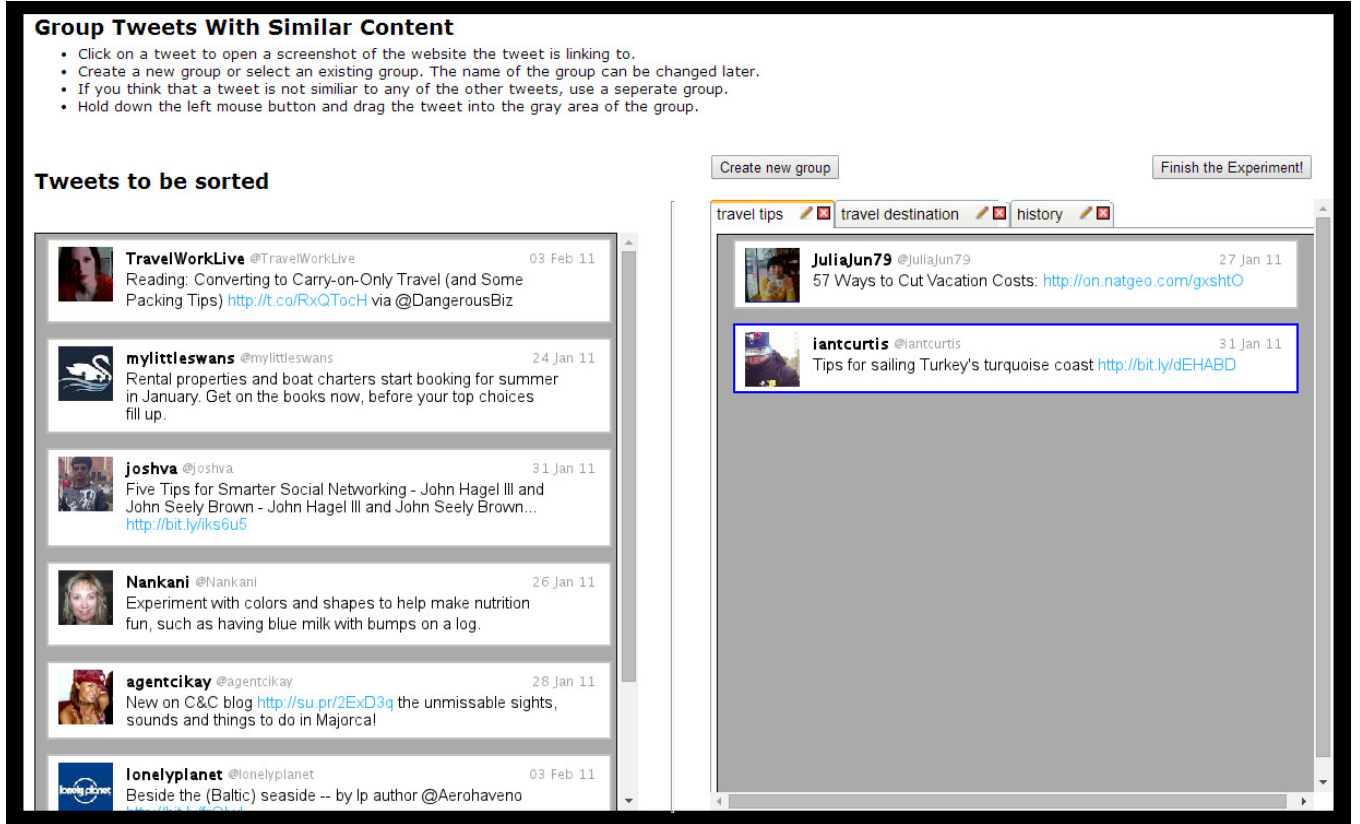 Group Tweets With Similar Content
• Click on a tweet to open a screenshot of the website the tweet is linking to.
• Create a new group or select an existing group. The name of the group can be changed later.
• If you think that a tweet is not similiar to any of the other tweets, use a seperate group.
• Hold down the left mouse button and drag the tweet into the gray area of the group.
Tweets to be sorted
TravelWorkLive @TravelWorkLive 03 Feb 11
Reading: Converting to Carry-on-Only Travel (and Some
Packing Tips) http://t.co/RxQTocH via @DangerousBiz
mylittleswans @mylittleswans 24 Jan 11
Rental properties and boat charters start booking for summer
in January. Get on the books now, before your top choices
fill up.
joshva @joshva 31 Jan 11
Five Tips for Smarter Social Networking - John Hagel III and
John Seely Brown - John Hagel III and John Seely Brown...
http://bit.ly/iks6u5
Nankani @Nankani 26 Jan 11
Experiment with colors and shapes to help make nutrition
fun, such as having blue milk with bumps on a log.
agentcikay @agentcikay 28 Jan 11
New on C&C blog http://su.pr/2ExD3q the unmissable sights,
sounds and things to do in Majorca!
lonely planet
lonelyplanet @lonelyplanet 03 Feb 11
Beside the (Baltic) seaside -- by lp author @Aerohaveno
Create new group
Finish the Experiment!
travel tips
travel destination
history
JuliaJun79 @JuliaJun79 27 Jan 11
57 Ways to Cut Vacation Costs: http://on.natgeo.com/gxshtO
iantcurtis @iantcurtis 31 Jan 11
Tips for sailing Turkey's turquoise coast http://bit.ly/dEHABD